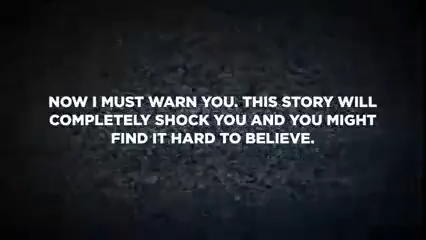 NOW I MUST WARN YOU. THIS STORY WILL
COMPLETELY SHOCK YOU AND YOU MIGHT
FIND IT HARD TO BELIEVE.